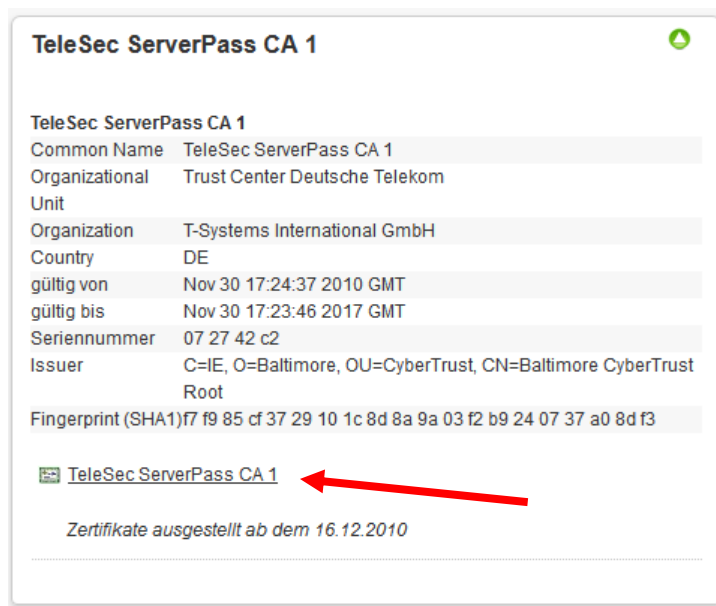 TeleSec ServerPass CA 1
TeleSec ServerPass CA 1
Common Name TeleSec ServerPass CA 1
Organizational Trust Center Deutsche Telekom
Unit
Organization T-Systems International GmbH
Country DE
gültig von Nov 30 17:24:37 2010 GMT
gültig bis Nov 30 17:23:46 2017 GMT
Seriennummer 07 27 42 c2
Issuer C=IE, O=Baltimore, OU=CyberTrust, CN=Baltimore CyberTrust
Root
Fingerprint (SHA1)f7 f9 85 cf 37 29 10 1c 8d 8a 9a 03 f2 b9 24 07 37 a0 8d f3
TeleSec ServerPass CA 1
Zertifikate ausgestellt ab dem 16.12.2010